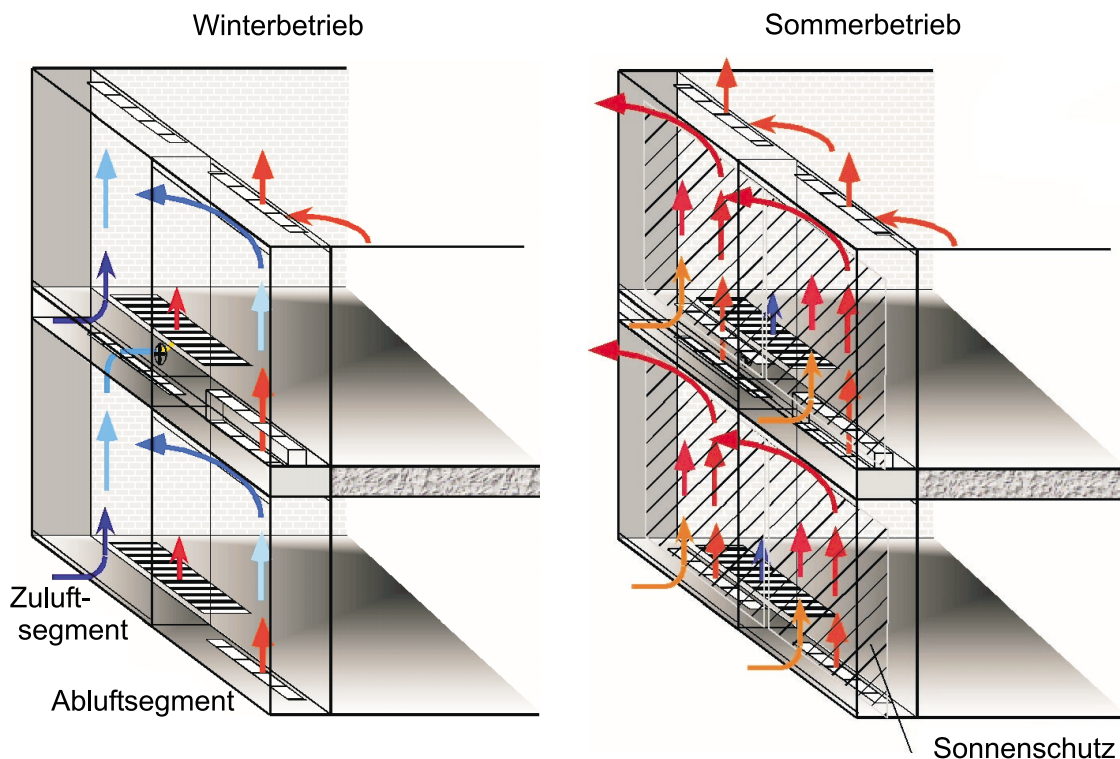 Winterbetrieb
Sommerbetrieb
Zuluft-
segment
Abluftsegment
Sonnenschutz